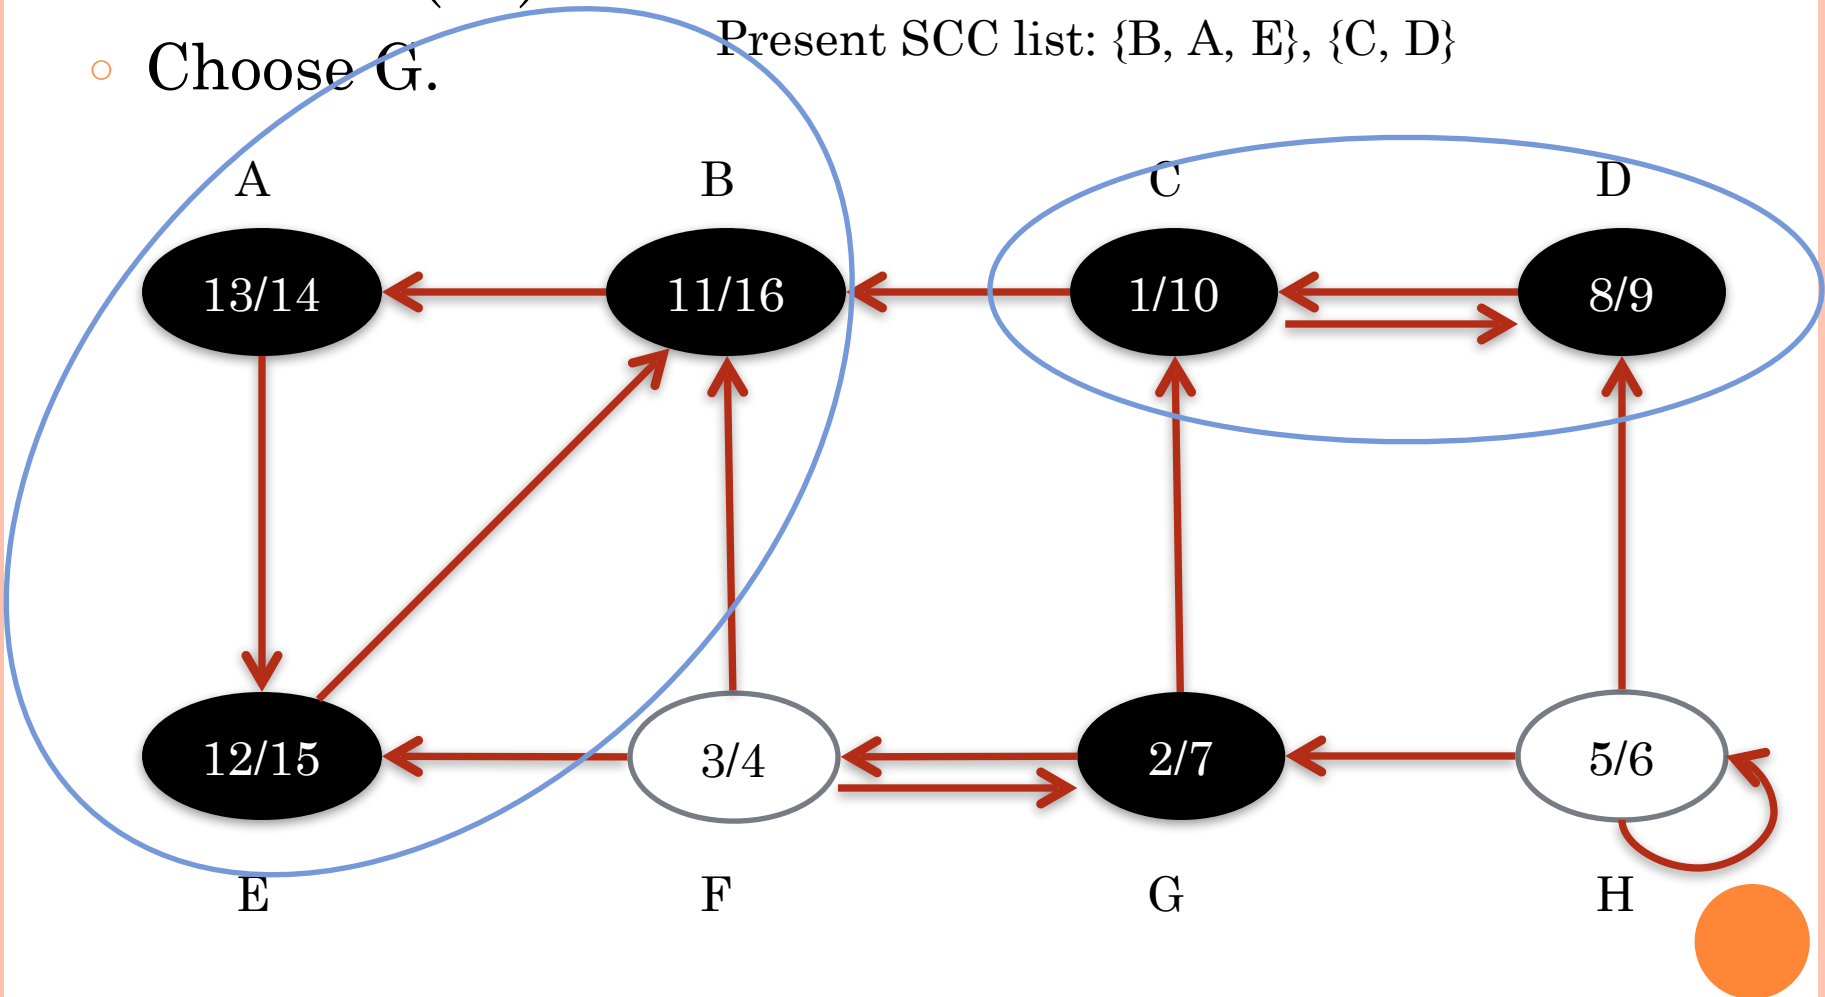 Present SCC list: {B, A, E}, {C, D}
Choose G.
A B C D
13/14 11/16 1/10 8/9
12/15 3/4 2/7 5/6
E F G H